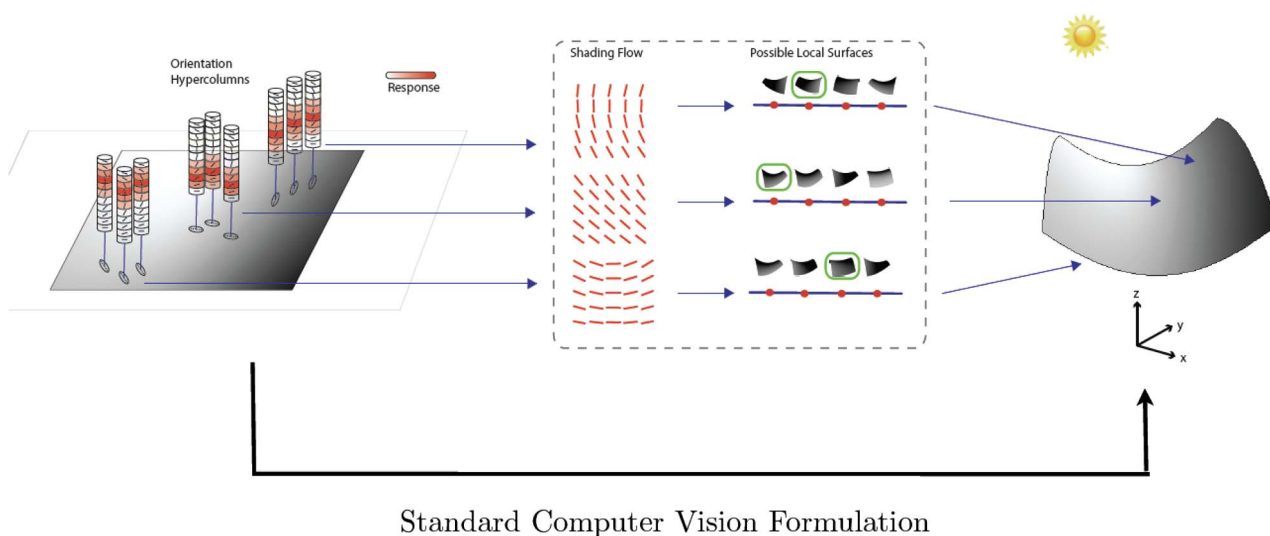 Orientation
Hypercolumns
Response
Shading Flow
Possible Local Surfaces
z
y
x
Standard Computer Vision Formulation